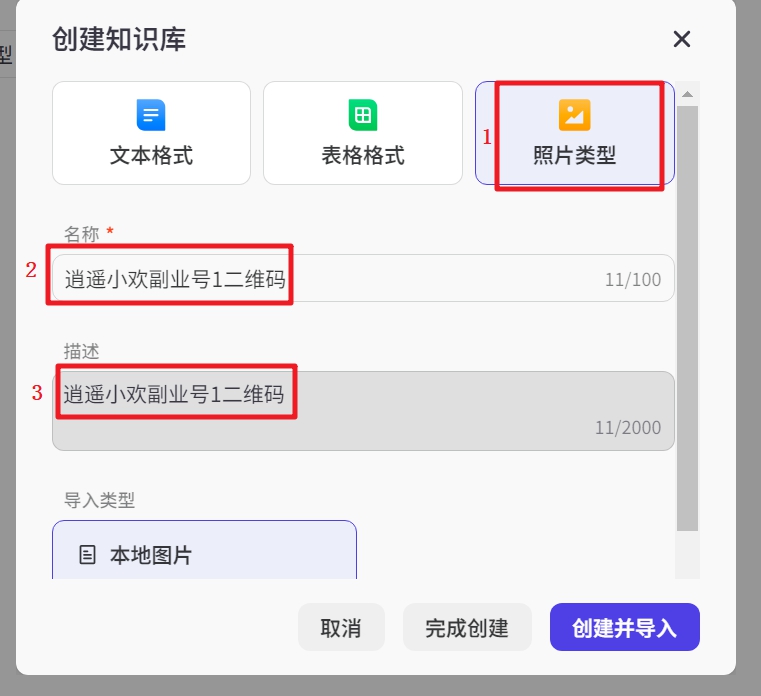 创建知识库
型
文本格式
表格格式
1
照片类型
名称 *
2
逍遥小欢副业号1二维码
11/100
描述
3
逍遥小欢副业号1二维码
11/2000
导入类型
本地图片
取消
完成创建
创建并导入